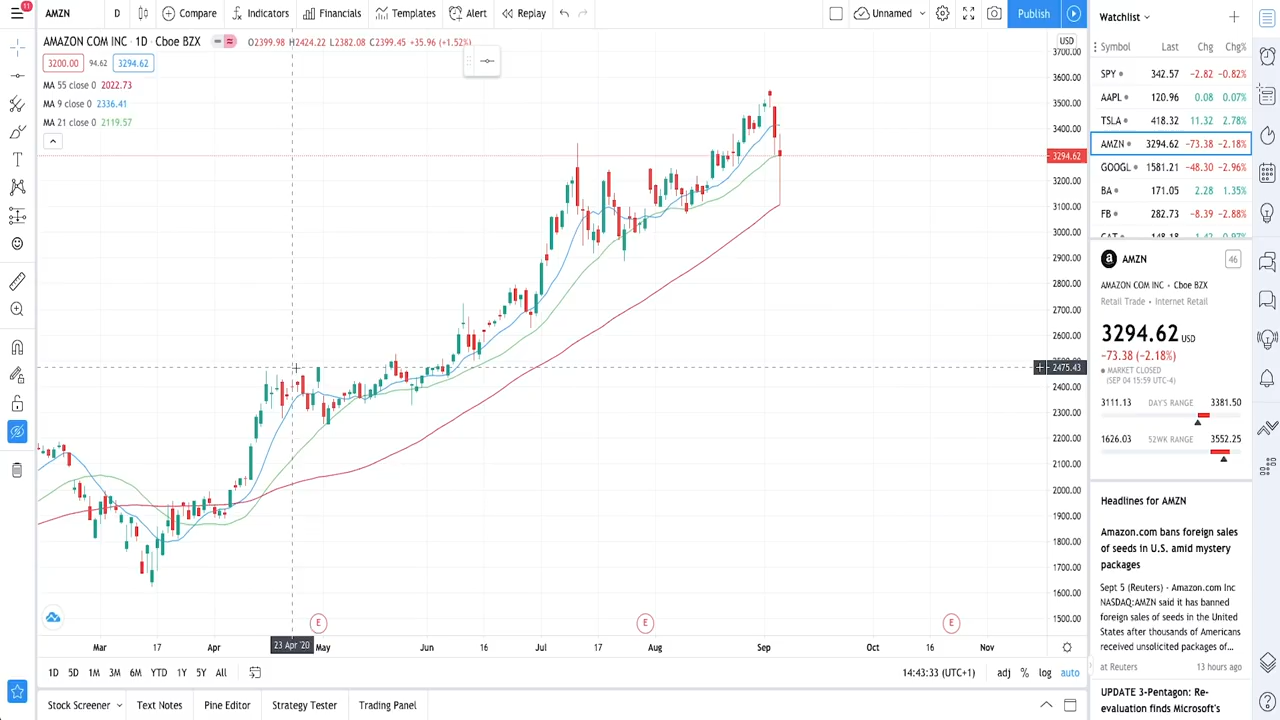 11
AMZN
D
Compare
Indicators
Financials
Templates
Alert
Replay
Unnamed
Publish
AMAZON COM INC · 1D · Cboe BZX
O2399.98 H2424.22 L2382.08 C2399.45 +35.96 (+1.52%)
3200.00
94.62
3294.62
MA 55 close 0 2022.73
MA 9 close 0 2336.41
MA 21 close 0 2119.57
USD
3700.00
3600.00
3500.00
3400.00
3294.62
3200.00
3100.00
3000.00
2900.00
2800.00
2700.00
2600.00
2475.43
2400.00
2300.00
2200.00
2100.00
2000.00
1900.00
1800.00
1700.00
1600.00
1500.00
E
E
E
Mar
17
Apr
23 Apr '20
May
Jun
16
Jul
17
Aug
Sep
Oct
16
Nov
1D
5D
1M
3M
6M
YTD
1Y
5Y
All
14:43:33 (UTC+1)
adj
%
log
auto
Stock Screener
Text Notes
Pine Editor
Strategy Tester
Trading Panel
Watchlist
Symbol Last Chg Chg%
SPY 342.57 −2.82 −0.82%
AAPL 120.96 0.08 0.07%
TSLA 418.32 11.32 2.78%
AMZN 3294.62 −73.38 −2.18%
GOOGL 1581.21 −48.30 −2.96%
BA 171.05 2.28 1.35%
FB 282.73 −8.39 −2.88%
CAT 148.18 1.42 0.97%
AMZN
46
AMAZON COM INC · Cboe BZX
Retail Trade · Internet Retail
3294.62 USD
−73.38 (−2.18%)
MARKET CLOSED
(SEP 04 15:59 UTC-4)
3111.13 DAY'S RANGE 3381.50
1626.03 52WK RANGE 3552.25
Headlines for AMZN
Amazon.com bans foreign
sales of seeds in U.S. amid mystery
packages
Sept 5 (Reuters) - Amazon.com Inc
NASDAQ:AMZN said it has banned
foreign sales of seeds in the United
States after thousands of Americans
received unsolicited packages of...
at Reuters 13 hours ago
UPDATE 3-Pentagon: Re-
evaluation finds Microsoft's